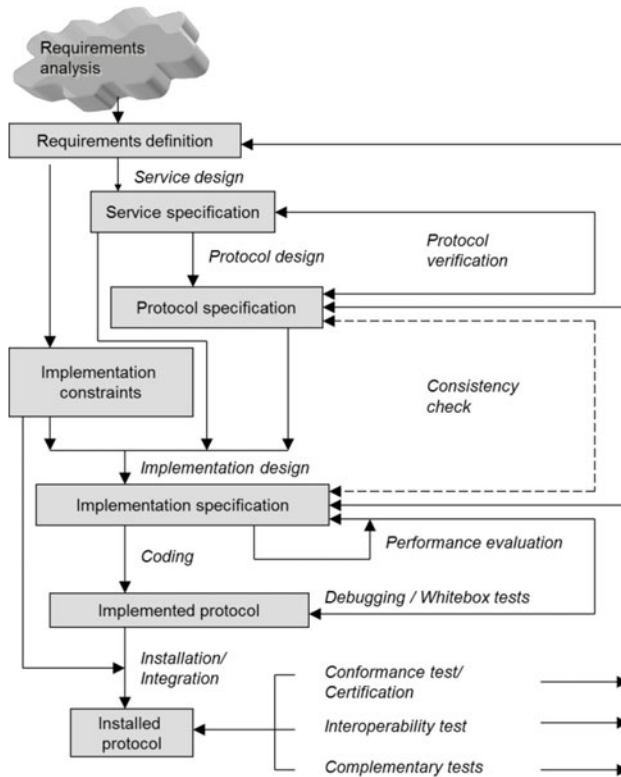 Requirements
analysis
Requirements definition
Service design
Service specification
Protocol design
Protocol
verification
Protocol specification
Implementation
constraints
Consistency
check
Implementation design
Implementation specification
Coding
Performance evaluation
Implemented protocol
Debugging / Whitebox tests
Installation/
Integration
Conformance test/
Certification
Installed
protocol
Interoperability test
Complementary tests